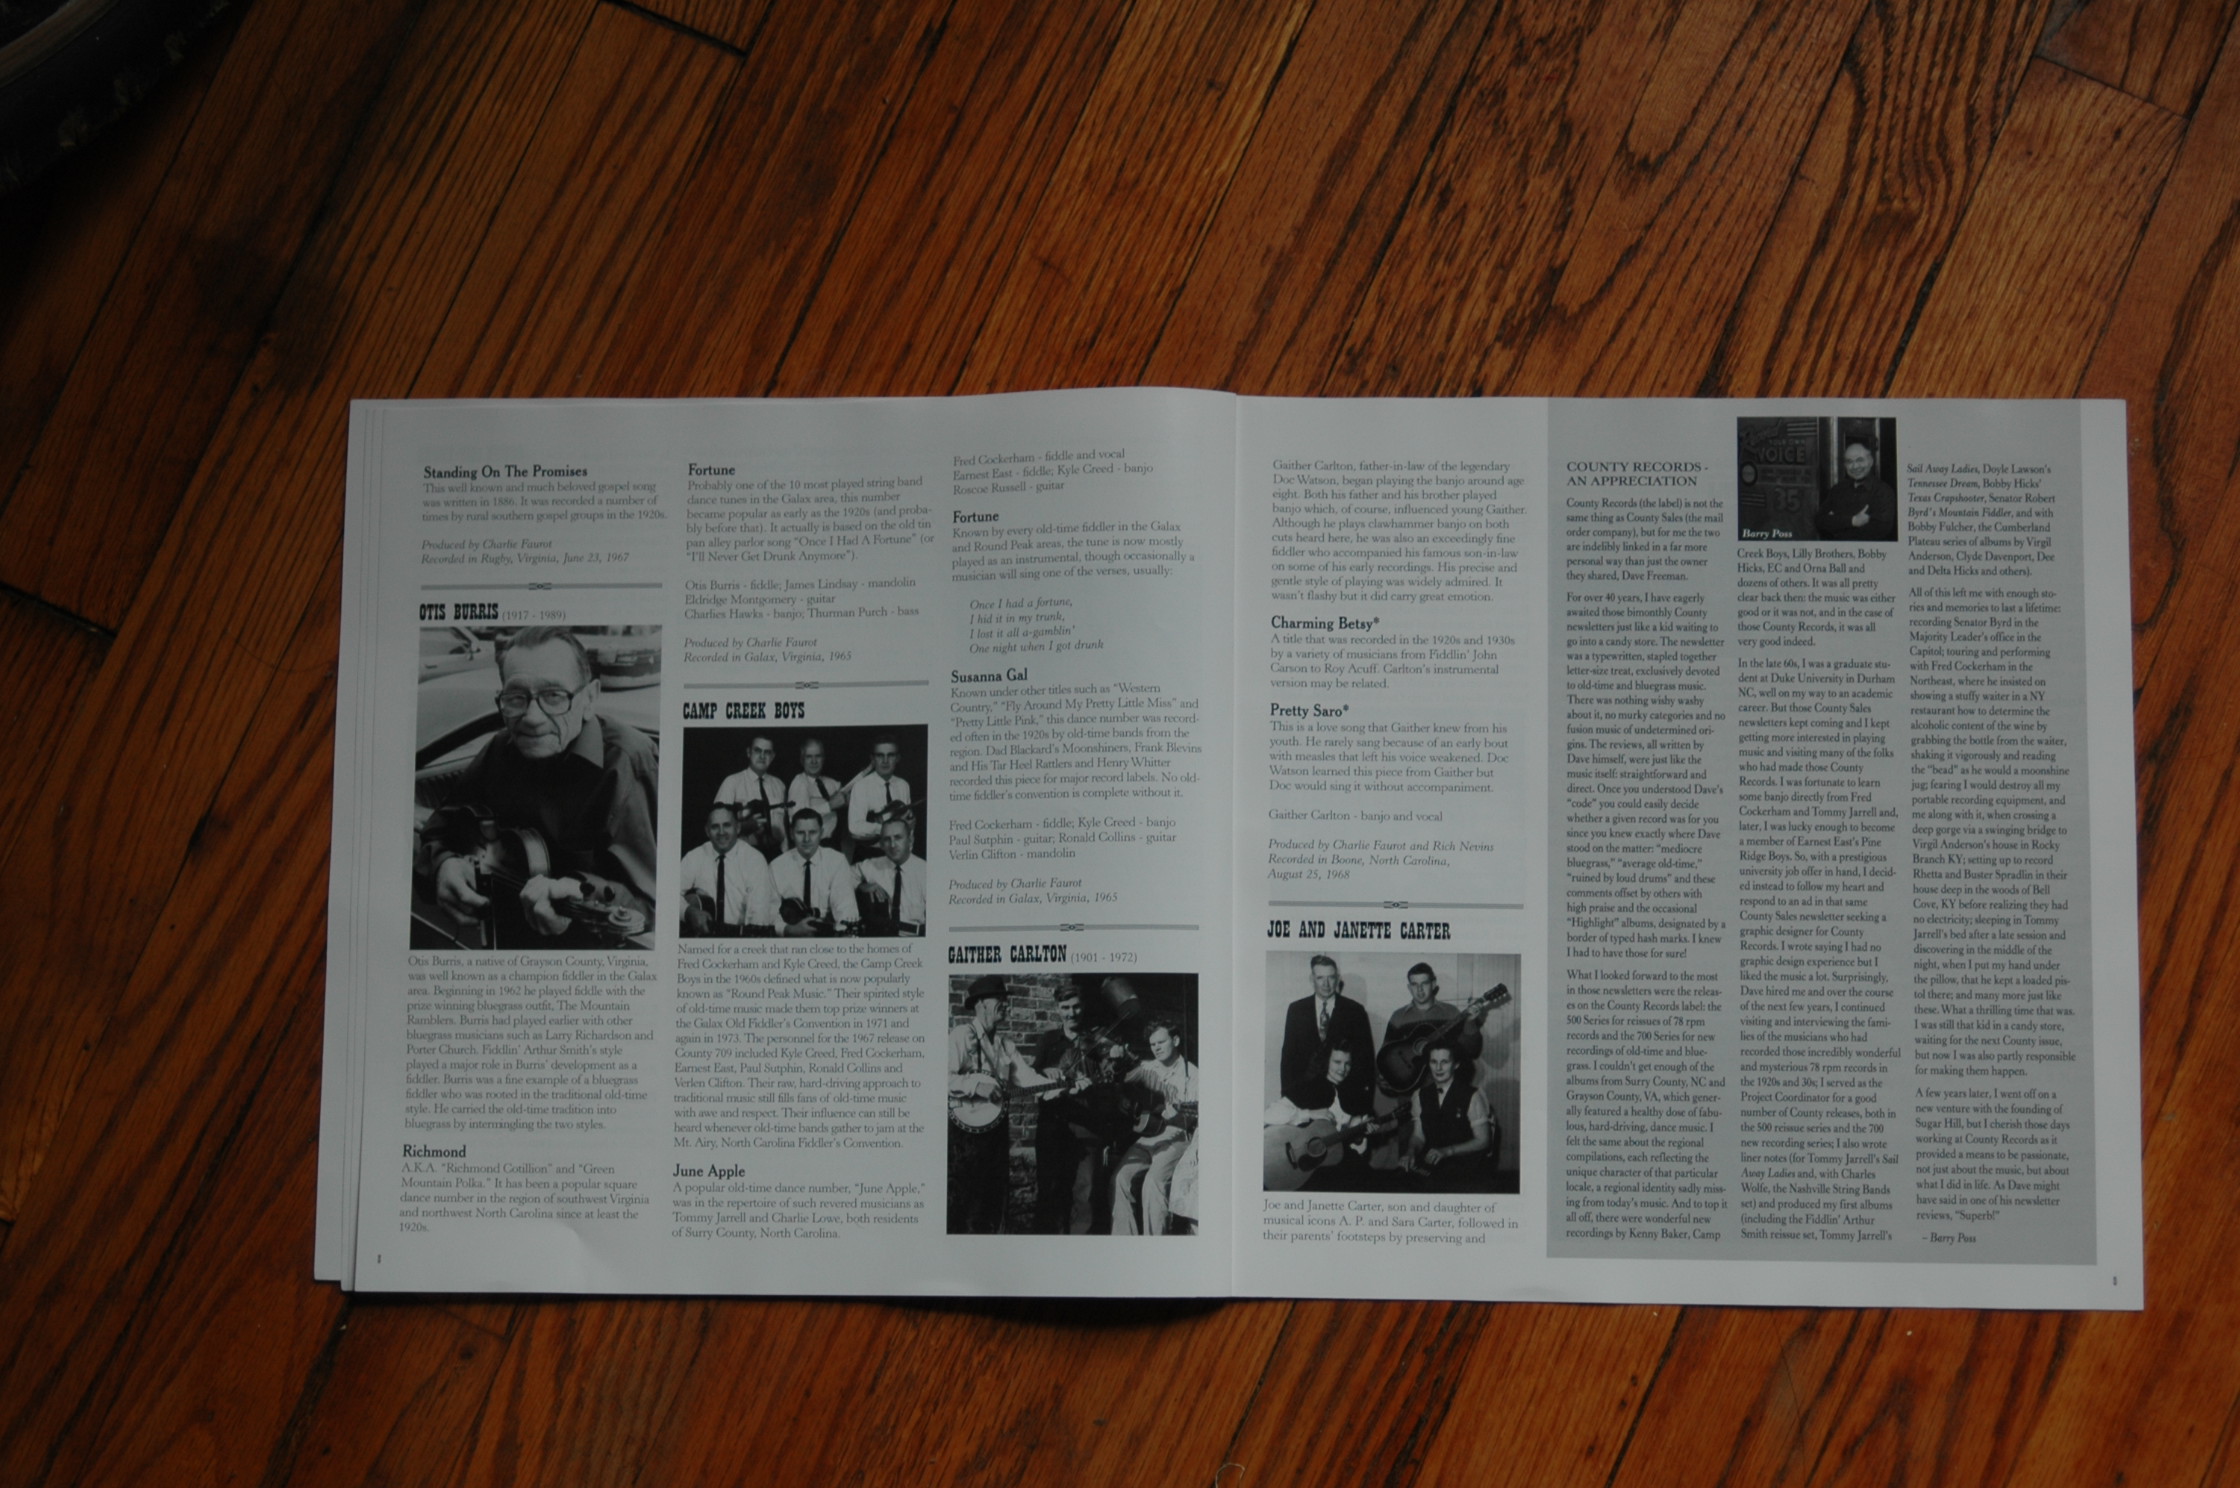 Standing On The Promises
This well known and much beloved gospel song
was written in 1886. It was recorded a number of
times by rural southern gospel groups in the 1920s.
Produced by Charlie Faurot
Recorded in Rugby, Virginia, June 23, 1967
OTIS BURRIS (1917 - 1989)
Otis Burris, a native of Grayson County, Virginia,
was well known as a champion fiddler in the Galax
area. Beginning in 1962 he played fiddle with the
prize winning bluegrass outfit, The Mountain
Ramblers. Burris had played earlier with other
bluegrass musicians such as Larry Richardson and
Porter Church. Fiddlin' Arthur Smith's style
played a major role in Burris' development as a
fiddler. Burris was a fine example of a bluegrass
fiddler who was rooted in the traditional old-time
style. He carried the old-time tradition into
bluegrass by intermingling the two styles.
Richmond
A.K.A. "Richmond Cotillion" and "Green
Mountain Polka." It has been a popular square
dance number in the region of southwest Virginia
and northwest North Carolina since at least the
1920s.
Fortune
Probably one of the 10 most played string band
dance tunes in the Galax area, this number
became popular as early as the 1920s (and proba-
bly before that). It actually is based on the old tin
pan alley parlor song "Once I Had A Fortune" (or
"I'll Never Get Drunk Anymore").
Otis Burris - fiddle; James Lindsay - mandolin
Eldridge Montgomery - guitar
Charlies Hawks - banjo; Thurman Purch - bass
Produced by Charlie Faurot
Recorded in Galax, Virginia, 1965
CAMP CREEK BOYS
Named for a creek that ran close to the homes of
Fred Cockerham and Kyle Creed, the Camp Creek
Boys in the 1960s defined what is now popularly
known as "Round Peak Music." Their spirited style
of old-time music made them top prize winners at
the Galax Old Fiddler's Convention in 1971 and
again in 1973. The personnel for the 1967 release on
County 709 included Kyle Creed, Fred Cockerham,
Earnest East, Paul Sutphin, Ronald Collins and
Verlen Clifton. Their raw, hard-driving approach to
traditional music still fills fans of old-time music
with awe and respect. Their influence can still be
heard whenever old-time bands gather to jam at the
Mt. Airy, North Carolina Fiddler's Convention.
June Apple
A popular old-time dance number, "June Apple,"
was in the repertoire of such revered musicians as
Tommy Jarrell and Charlie Lowe, both residents
of Surry County, North Carolina.
Fred Cockerham - fiddle and vocal
Earnest East - fiddle; Kyle Creed - banjo
Roscoe Russell - guitar
Fortune
Known by every old-time fiddler in the Galax
and Round Peak areas, the tune is now mostly
played as an instrumental, though occasionally a
musician will sing one of the verses, usually:
Once I had a fortune,
I hid it in my trunk,
I lost it all a-gamblin'
One night when I got drunk
Susanna Gal
Known under other titles such as "Western
Country," "Fly Around My Pretty Little Miss" and
"Pretty Little Pink," this dance number was record-
ed often in the 1920s by old-time bands from the
region. Dad Blackard's Moonshiners, Frank Blevins
and His Tar Heel Rattlers and Henry Whitter
recorded this piece for major record labels. No old-
time fiddler's convention is complete without it.
Fred Cockerham - fiddle; Kyle Creed - banjo
Paul Sutphin - guitar; Ronald Collins - guitar
Verlin Clifton - mandolin
Produced by Charlie Faurot
Recorded in Galax, Virginia, 1965
GAITHER CARLTON (1901 - 1972)
Gaither Carlton, father-in-law of the legendary
Doc Watson, began playing the banjo around age
eight. Both his father and his brother played
banjo which, of course, influenced young Gaither.
Although he plays clawhammer banjo on both
cuts heard here, he was also an exceedingly fine
fiddler who accompanied his famous son-in-law
on some of his early recordings. His precise and
gentle style of playing was widely admired. It
wasn't flashy but it did carry great emotion.
Charming Betsy*
A title that was recorded in the 1920s and 1930s
by a variety of musicians from Fiddlin' John
Carson to Roy Acuff. Carlton's instrumental
version may be related.
Pretty Saro*
This is a love song that Gaither knew from his
youth. He rarely sang because of an early bout
with measles that left his voice weakened. Doc
Watson learned this piece from Gaither but
Doc would sing it without accompaniment.
Gaither Carlton - banjo and vocal
Produced by Charlie Faurot and Rich Nevins
Recorded in Boone, North Carolina,
August 25, 1968
JOE AND JANETTE CARTER
Joe and Janette Carter, son and daughter of
musical icons A. P. and Sara Carter, followed in
their parents' footsteps by preserving and
COUNTY RECORDS -
AN APPRECIATION
County Records (the label) is not the
same thing as County Sales (the mail
order company), but for me the two
are indelibly linked in a far more
personal way than just the owner
they shared, Dave Freeman.
For over 40 years, I have eagerly
awaited those bimonthly County
newsletters just like a kid waiting to
go into a candy store. The newsletter
was a typewritten, stapled together
letter-size treat, exclusively devoted
to old-time and bluegrass music.
There was nothing wishy washy
about it, no murky categories and no
fusion music of undetermined ori-
gins. The reviews, all written by
Dave himself, were just like the
music itself: straightforward and
direct. Once you understood Dave's
"code" you could easily decide
whether a given record was for you
since you knew exactly where Dave
stood on the matter: "mediocre
bluegrass," "average old-time,"
"ruined by loud drums" and these
comments offset by others with
high praise and the occasional
"Highlight" albums, designated by a
border of typed hash marks. I knew
I had to have those for sure!
What I looked forward to the most
in those newsletters were the releas-
es on the County Records label: the
500 Series for reissues of 78 rpm
records and the 700 Series for new
recordings of old-time and blue-
grass. I couldn't get enough of the
albums from Surry County, NC and
Grayson County, VA, which gener-
ally featured a healthy dose of fabu-
lous, hard-driving, dance music. I
felt the same about the regional
compilations, each reflecting the
unique character of that particular
locale, a regional identity sadly miss-
ing from today's music. And to top it
all off, there were wonderful new
recordings by Kenny Baker, Camp
VOICE
35
Barry Poss
Creek Boys, Lilly Brothers, Bobby
Hicks, EC and Orna Ball and
dozens of others. It was all pretty
clear back then: the music was either
good or it was not, and in the case of
those County Records, it was all
very good indeed.
In the late 60s, I was a graduate stu-
dent at Duke University in Durham
NC, well on my way to an academic
career. But those County Sales
newsletters kept coming and I kept
getting more interested in playing
music and visiting many of the folks
who had made those County
Records. I was fortunate to learn
some banjo directly from Fred
Cockerham and Tommy Jarrell and,
later, I was lucky enough to become
a member of Earnest East's Pine
Ridge Boys. So, with a prestigious
university job offer in hand, I decid-
ed instead to follow my heart and
respond to an ad in that same
County Sales newsletter seeking a
graphic designer for County
Records. I wrote saying I had no
graphic design experience but I
liked the music a lot. Surprisingly,
Dave hired me and over the course
of the next few years, I continued
visiting and interviewing the fami-
lies of the musicians who had
recorded those incredibly wonderful
and mysterious 78 rpm records in
the 1920s and 30s; I served as the
Project Coordinator for a good
number of County releases, both in
the 500 reissue series and the 700
new recording series; I also wrote
liner notes (for Tommy Jarrell's Sail
Away Ladies and, with Charles
Wolfe, the Nashville String Bands
set) and produced my first albums
(including the Fiddlin' Arthur
Smith reissue set, Tommy Jarrell's
Sail Away Ladies, Doyle Lawson's
Tennessee Dream, Bobby Hicks'
Texas Crapshooter, Senator Robert
Byrd's Mountain Fiddler, and with
Bobby Fulcher, the Cumberland
Plateau series of albums by Virgil
Anderson, Clyde Davenport, Dee
and Delta Hicks and others).
All of this left me with enough sto-
ries and memories to last a lifetime:
recording Senator Byrd in the
Majority Leader's office in the
Capitol; touring and performing
with Fred Cockerham in the
Northeast, where he insisted on
showing a stuffy waiter in a NY
restaurant how to determine the
alcoholic content of the wine by
grabbing the bottle from the waiter,
shaking it vigorously and reading
the "bead" as he would a moonshine
jug; fearing I would destroy all my
portable recording equipment, and
me along with it, when crossing a
deep gorge via a swinging bridge to
Virgil Anderson's house in Rocky
Branch KY; setting up to record
Rhetta and Buster Spradlin in their
house deep in the woods of Bell
Cove, KY before realizing they had
no electricity; sleeping in Tommy
Jarrell's bed after a late session and
discovering in the middle of the
night, when I put my hand under
the pillow, that he kept a loaded pis-
tol there; and many more just like
these. What a thrilling time that was.
I was still that kid in a candy store,
waiting for the next County issue,
but now I was also partly responsible
for making them happen.
A few years later, I went off on a
new venture with the founding of
Sugar Hill, but I cherish those days
working at County Records as it
provided a means to be passionate,
not just about the music, but about
what I did in life. As Dave might
have said in one of his newsletter
reviews, "Superb!"
– Barry Poss